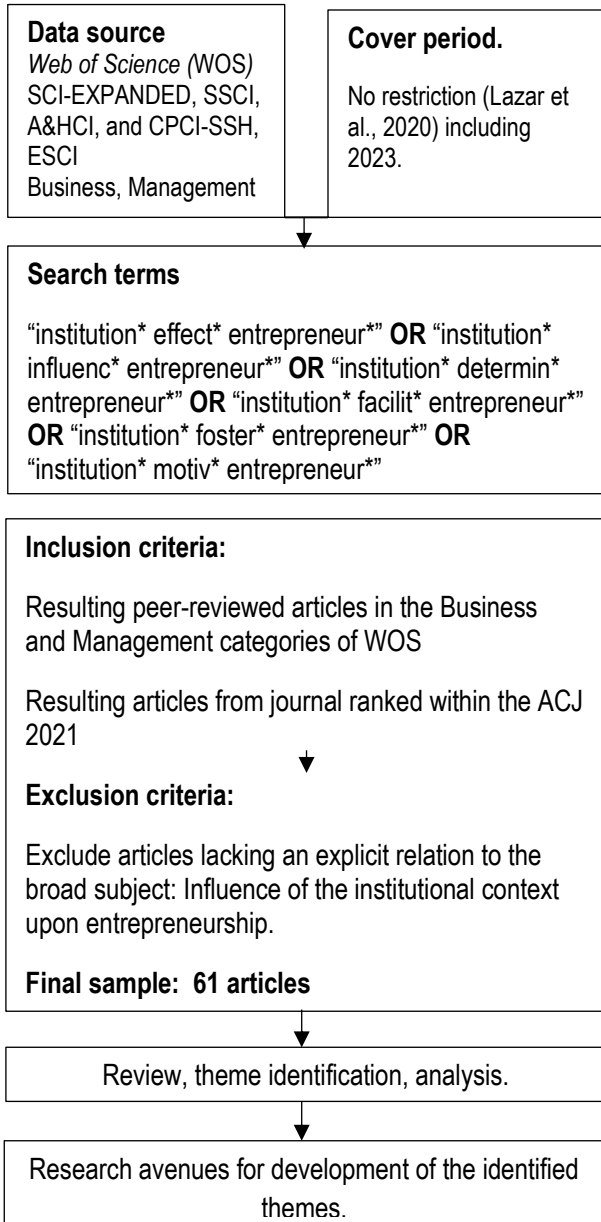 Data source
Web of Science (WOS)
SCI-EXPANDED, SSCI,
A&HCI, and CPCI-SSH,
ESCI
Business, Management
Cover period.
No restriction (Lazar et
al., 2020) including
2023.
Search terms
“institution* effect* entrepreneur*” OR “institution*
influenc* entrepreneur*” OR “institution* determin*
entrepreneur*” OR “institution* facilit* entrepreneur*”
OR “institution* foster* entrepreneur*” OR
“institution* motiv* entrepreneur*”
Inclusion criteria:
Resulting peer-reviewed articles in the Business
and Management categories of WOS
Resulting articles from journal ranked within the ACJ
2021
Exclusion criteria:
Exclude articles lacking an explicit relation to the
broad subject: Influence of the institutional context
upon entrepreneurship.
Final sample: 61 articles
Review, theme identification, analysis.
Research avenues for development of the identified
themes.